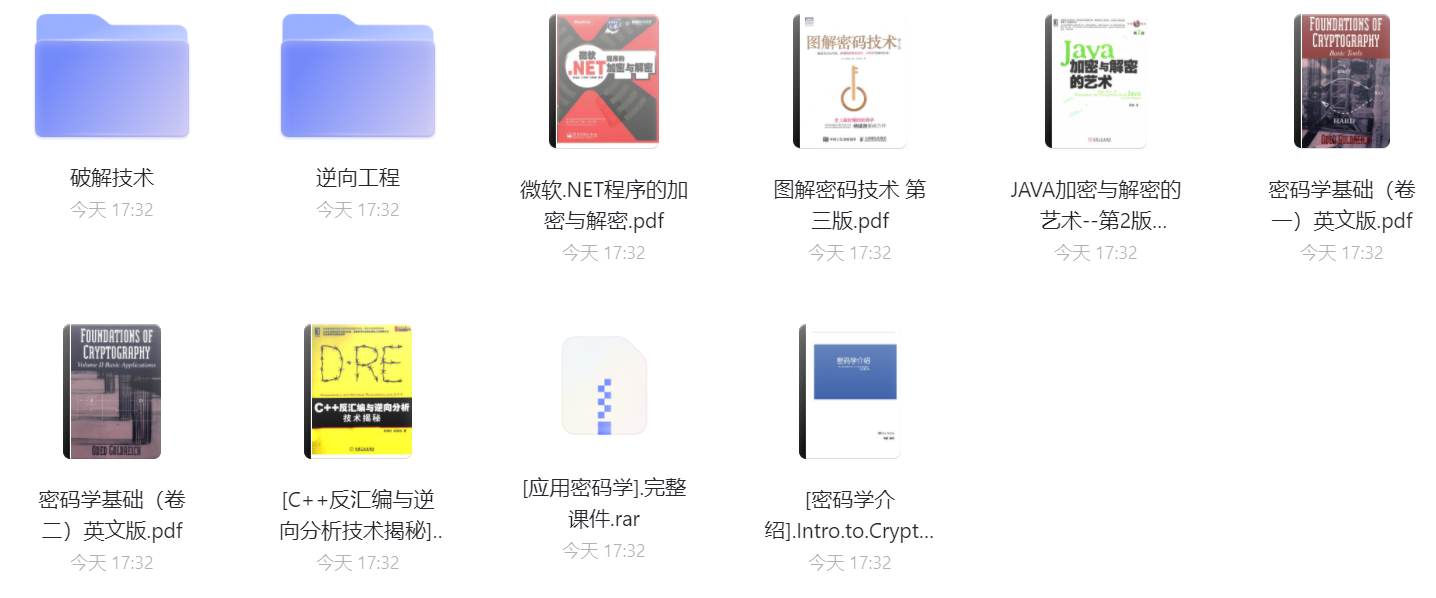 破解技术
今天 17:32
逆向工程
今天 17:32
微软
.NET
程序的
加密与解密
微软.NET程序的加
密与解密.pdf
今天 17:32
图解密码技术
图解密码技术 第
三版.pdf
今天 17:32
Java
加密与解密
的艺术
JAVA加密与解密的
艺术--第2版...
今天 17:32
FOUNDATIONS OF
CRYPTOGRAPHY
Basic Tools
HARD
ODED GOLDREICH
密码学基础（卷
一）英文版.pdf
今天 17:32
FOUNDATIONS OF
CRYPTOGRAPHY
Volume II Basic Applications
ODED GOLDREICH
密码学基础（卷
二）英文版.pdf
今天 17:32
D·RE
C++反汇编与逆向分析
技术揭秘
[C++反汇编与逆
向分析技术揭秘]..
今天 17:32
[应用密码学].完整
课件.rar
今天 17:32
密码学介绍
[密码学介
绍].Intro.to.Crypt...
今天 17:32